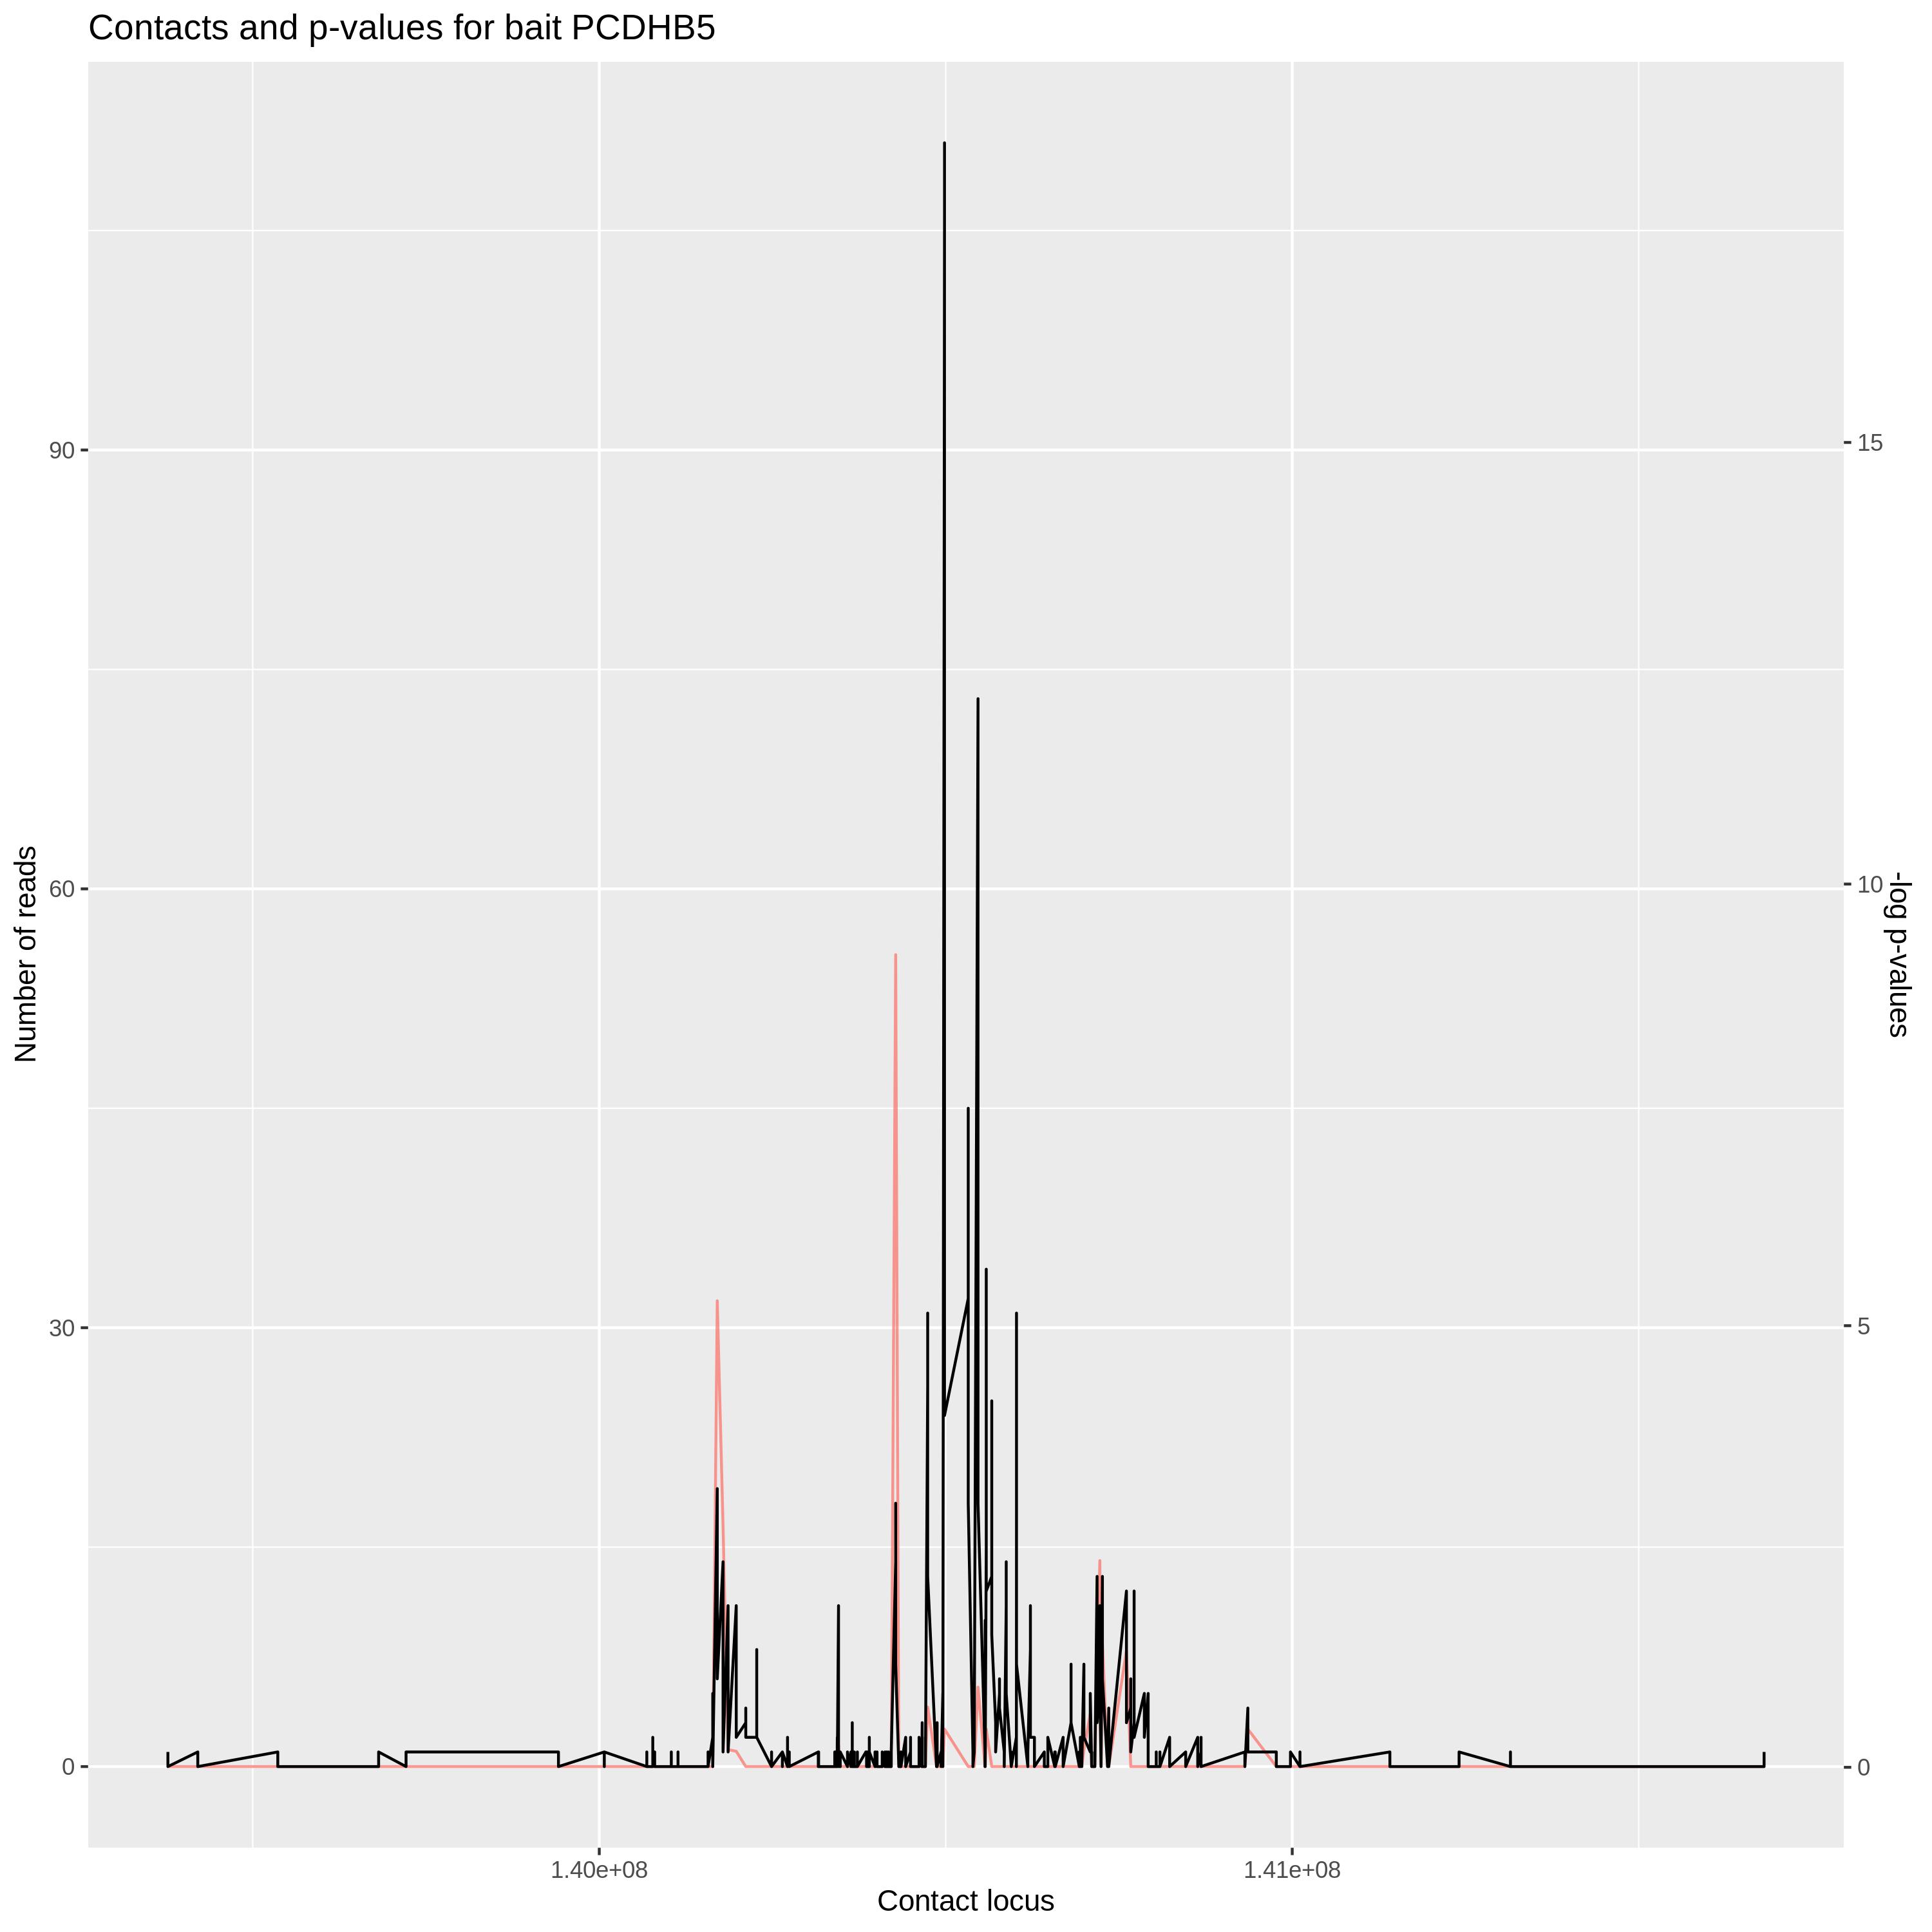 Contacts and p-values for bait PCDHB5
Number of reads
90
60
30
0
15
10
5
0
-log p-values
1.40e+08
1.41e+08
Contact locus